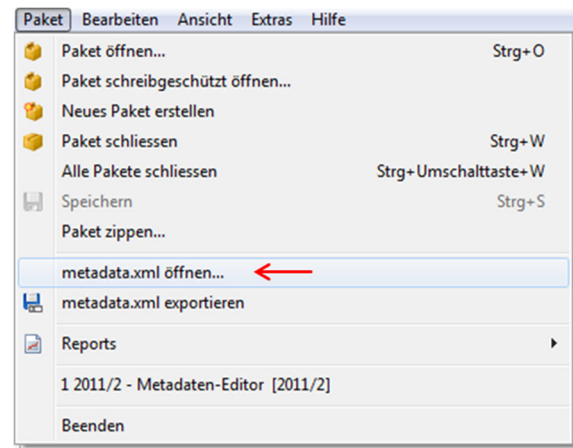 Paket Bearbeiten Ansicht Extras Hilfe
Paket öffnen... Strg+O
Paket schreibgeschützt öffnen...
Neues Paket erstellen
Paket schliessen Strg+W
Alle Pakete schliessen Strg+Umschalttaste+W
Speichern Strg+S
Paket zippen...
metadata.xml öffnen...
metadata.xml exportieren
Reports
1 2011/2 - Metadaten-Editor [2011/2]
Beenden